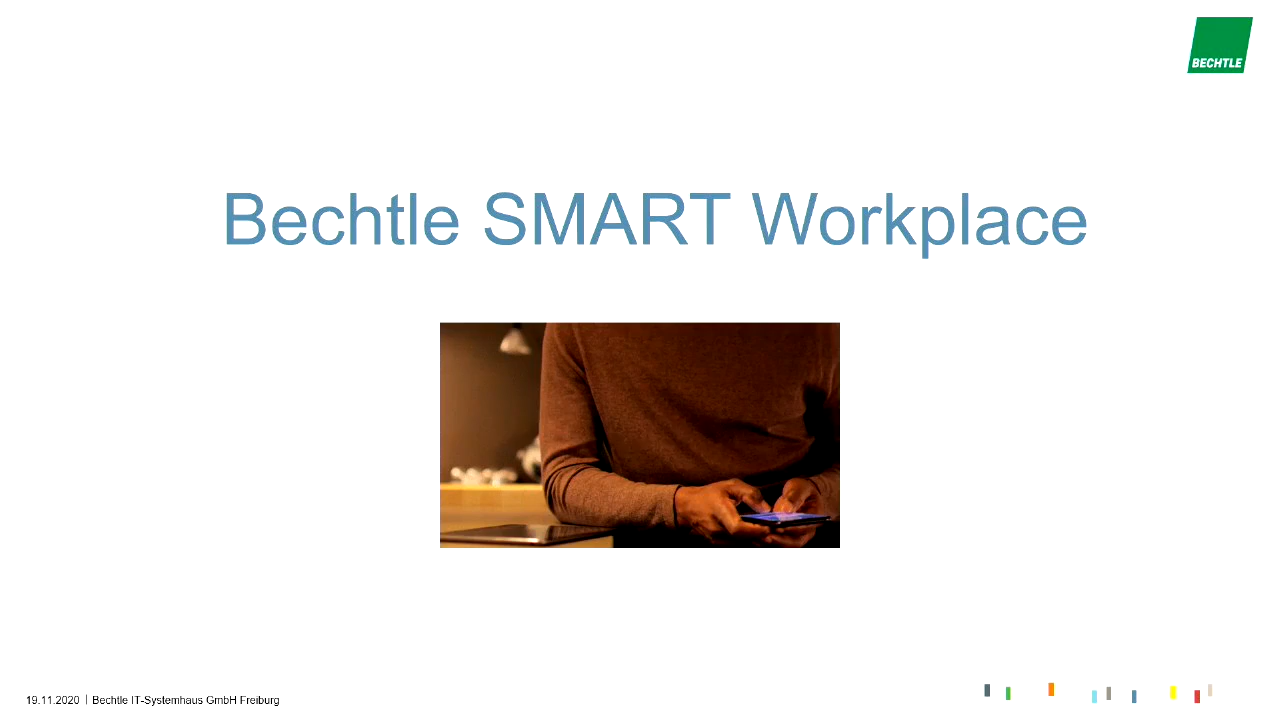 BECHTLE
Bechtle SMART Workplace
19.11.2020 | Bechtle IT-Systemhaus GmbH Freiburg